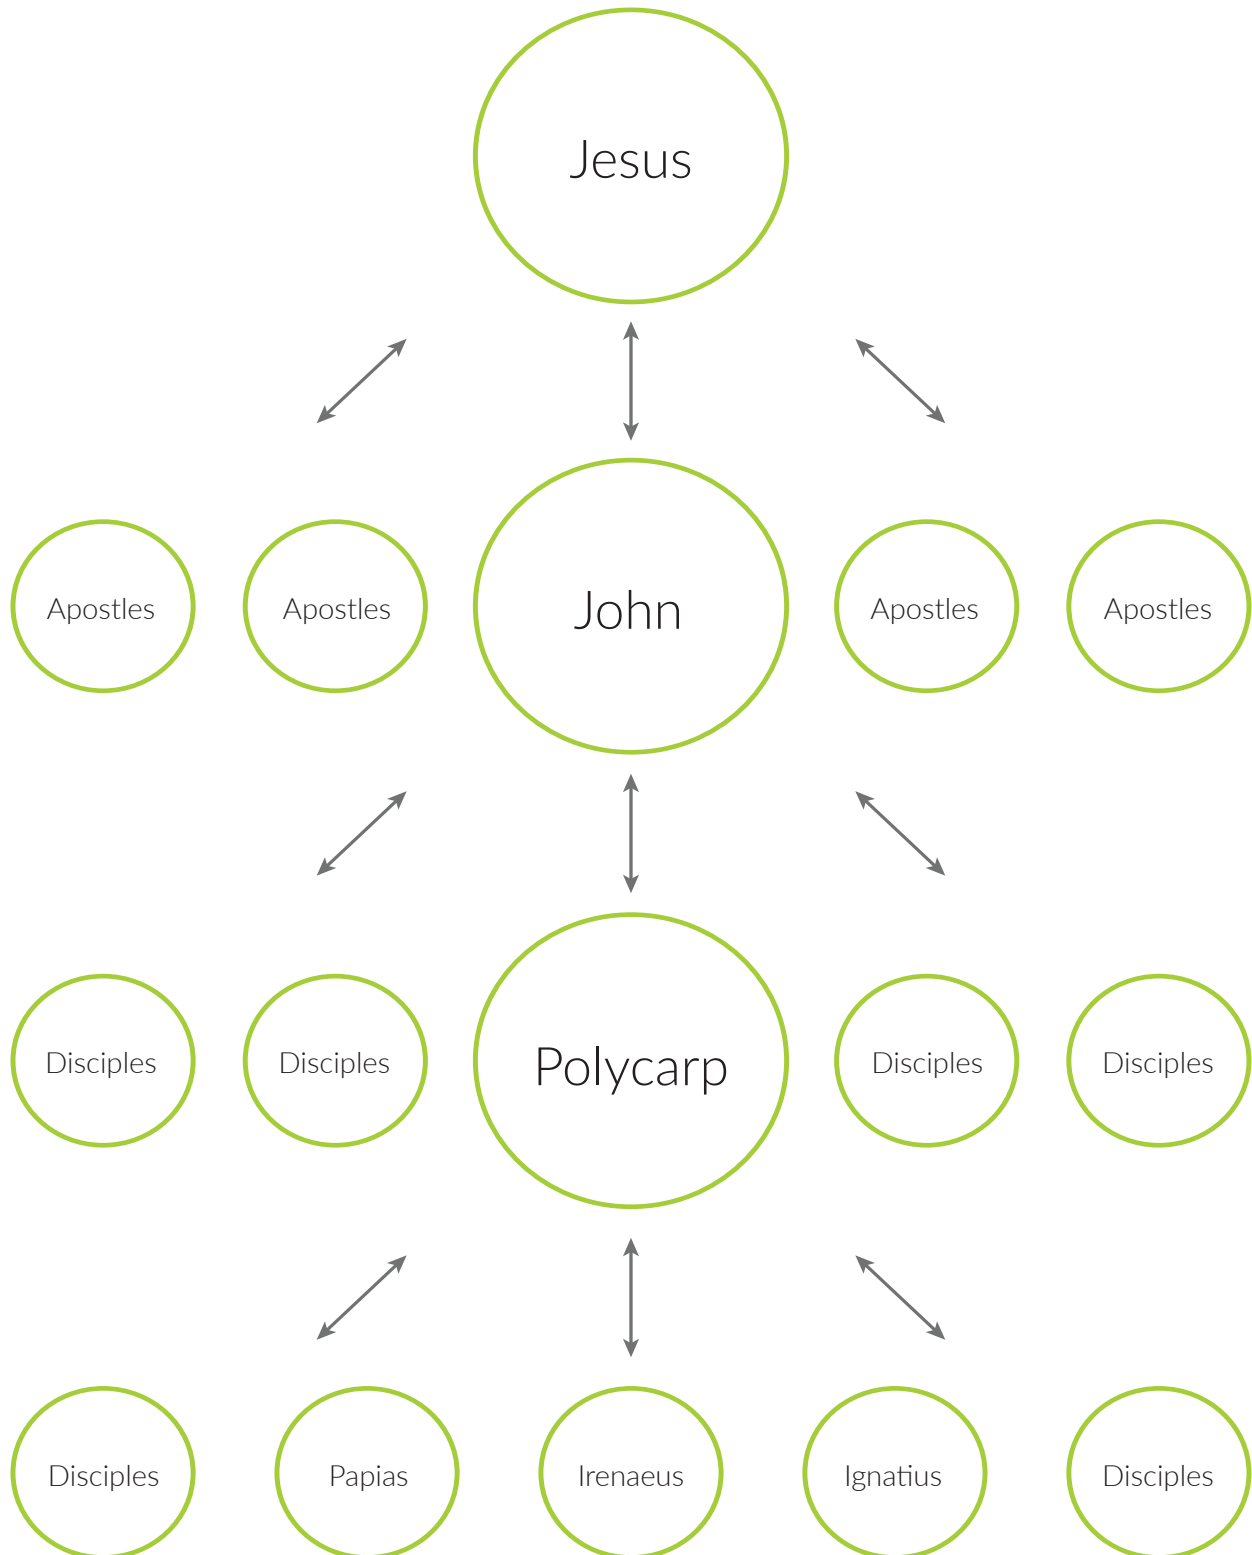 Jesus
Apostles
Apostles
John
Apostles
Apostles
Disciples
Disciples
Polycarp
Disciples
Disciples
Disciples
Papias
Irenaeus
Ignatius
Disciples